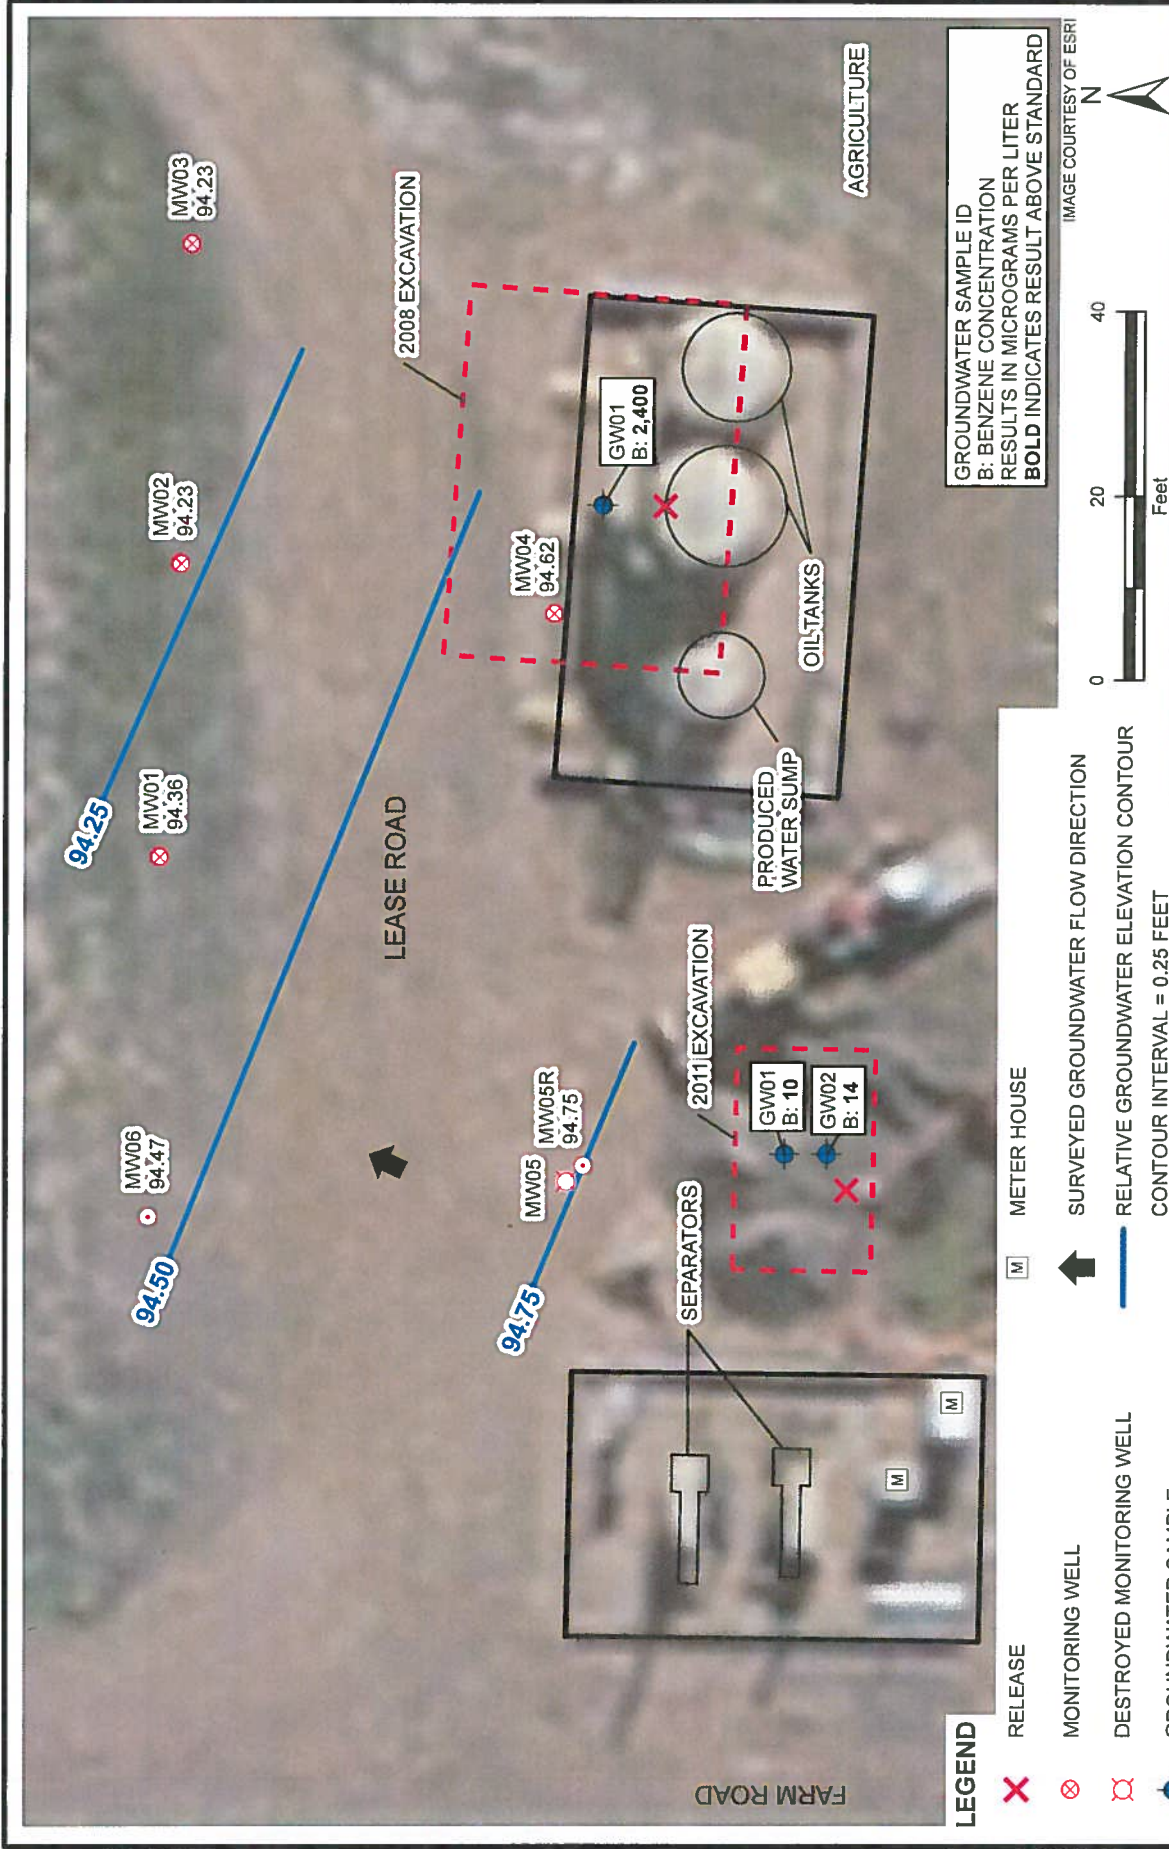 MW06
94.47
94.50
MW01
94.36
94.25
MW02
94.23
MW03
94.23
LEASE ROAD
2008 EXCAVATION
MW05
MW05R
94.75
94.75
MW04
94.62
GW01
B: 2,400
AGRICULTURE
SEPARATORS
2011 EXCAVATION
GW01
B: 10
GW02
B: 14
PRODUCED
WATER SUMP
OIL TANKS
M
M
FARM ROAD
GROUNDWATER SAMPLE ID
B: BENZENE CONCENTRATION
RESULTS IN MICROGRAMS PER LITER
BOLD INDICATES RESULT ABOVE STANDARD
IMAGE COURTESY OF ESRI
LEGEND
RELEASE
MONITORING WELL
DESTROYED MONITORING WELL
GROUNDWATER SAMPLE
M
METER HOUSE
SURVEYED GROUNDWATER FLOW DIRECTION
RELATIVE GROUNDWATER ELEVATION CONTOUR
CONTOUR INTERVAL = 0.25 FEET
0
20
40
Feet
N